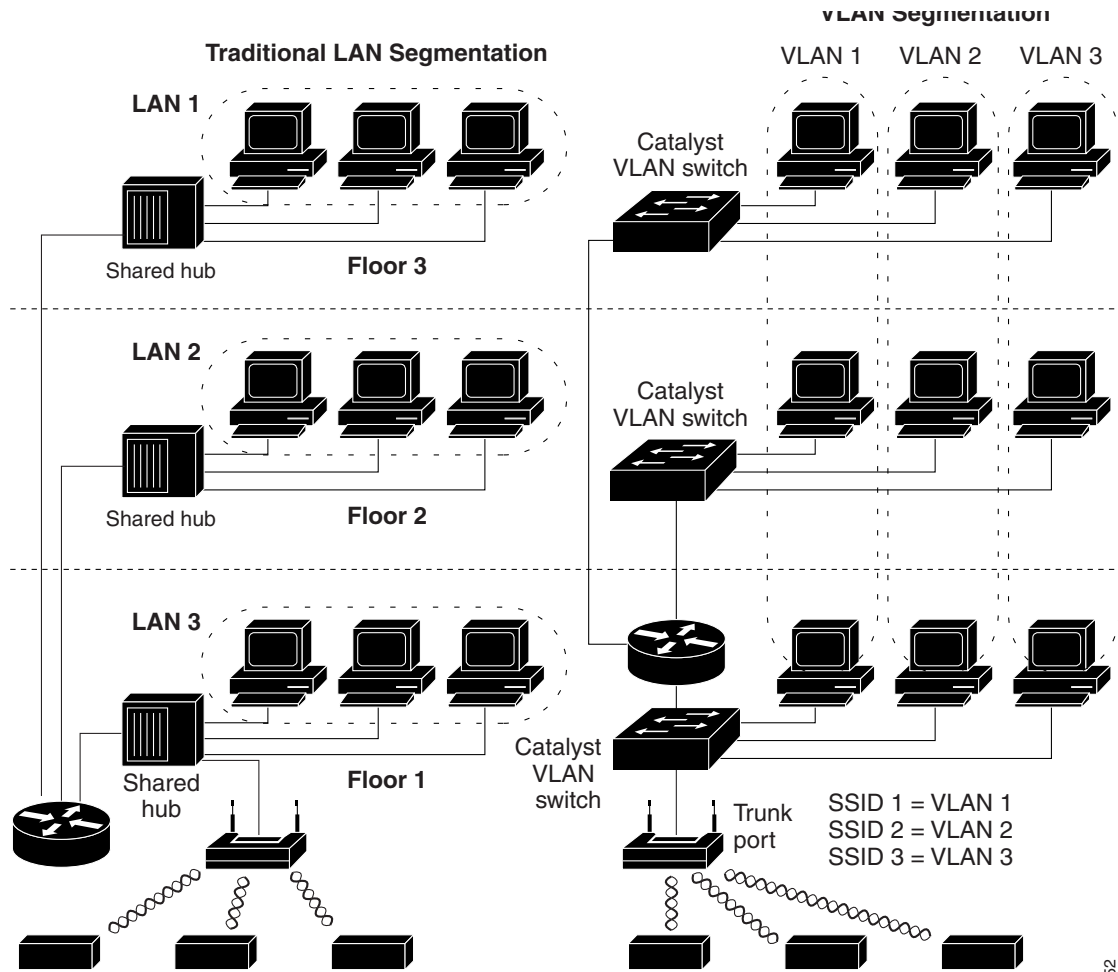 VLAN Segmentation
Traditional LAN Segmentation
VLAN 1
VLAN 2
VLAN 3
LAN 1
Catalyst
VLAN switch
Shared hub
Floor 3
LAN 2
Catalyst
VLAN switch
Shared hub
Floor 2
LAN 3
Shared
hub
Floor 1
Catalyst
VLAN
switch
Trunk
port
SSID 1 = VLAN 1
SSID 2 = VLAN 2
SSID 3 = VLAN 3